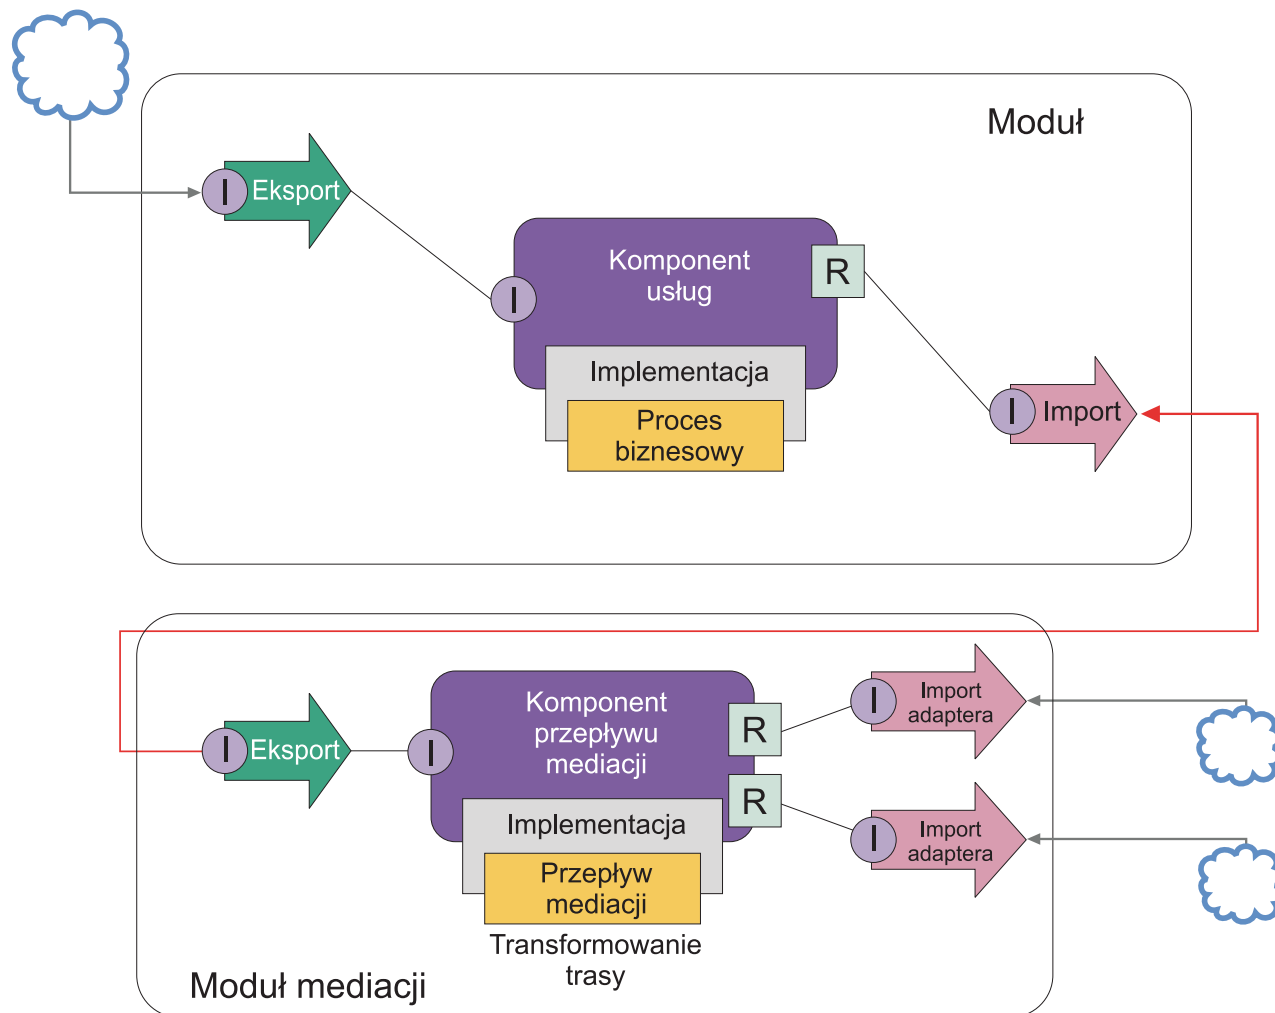 Moduł
I Eksport
Komponent
usług
I
R
Implementacja
Proces
biznesowy
I Import
I Eksport
I
Komponent
przepływu
mediacji
R
R
Implementacja
Przepływ
mediacji
Transformowanie
trasy
I
Import
adaptera
I
Import
adaptera
Moduł mediacji